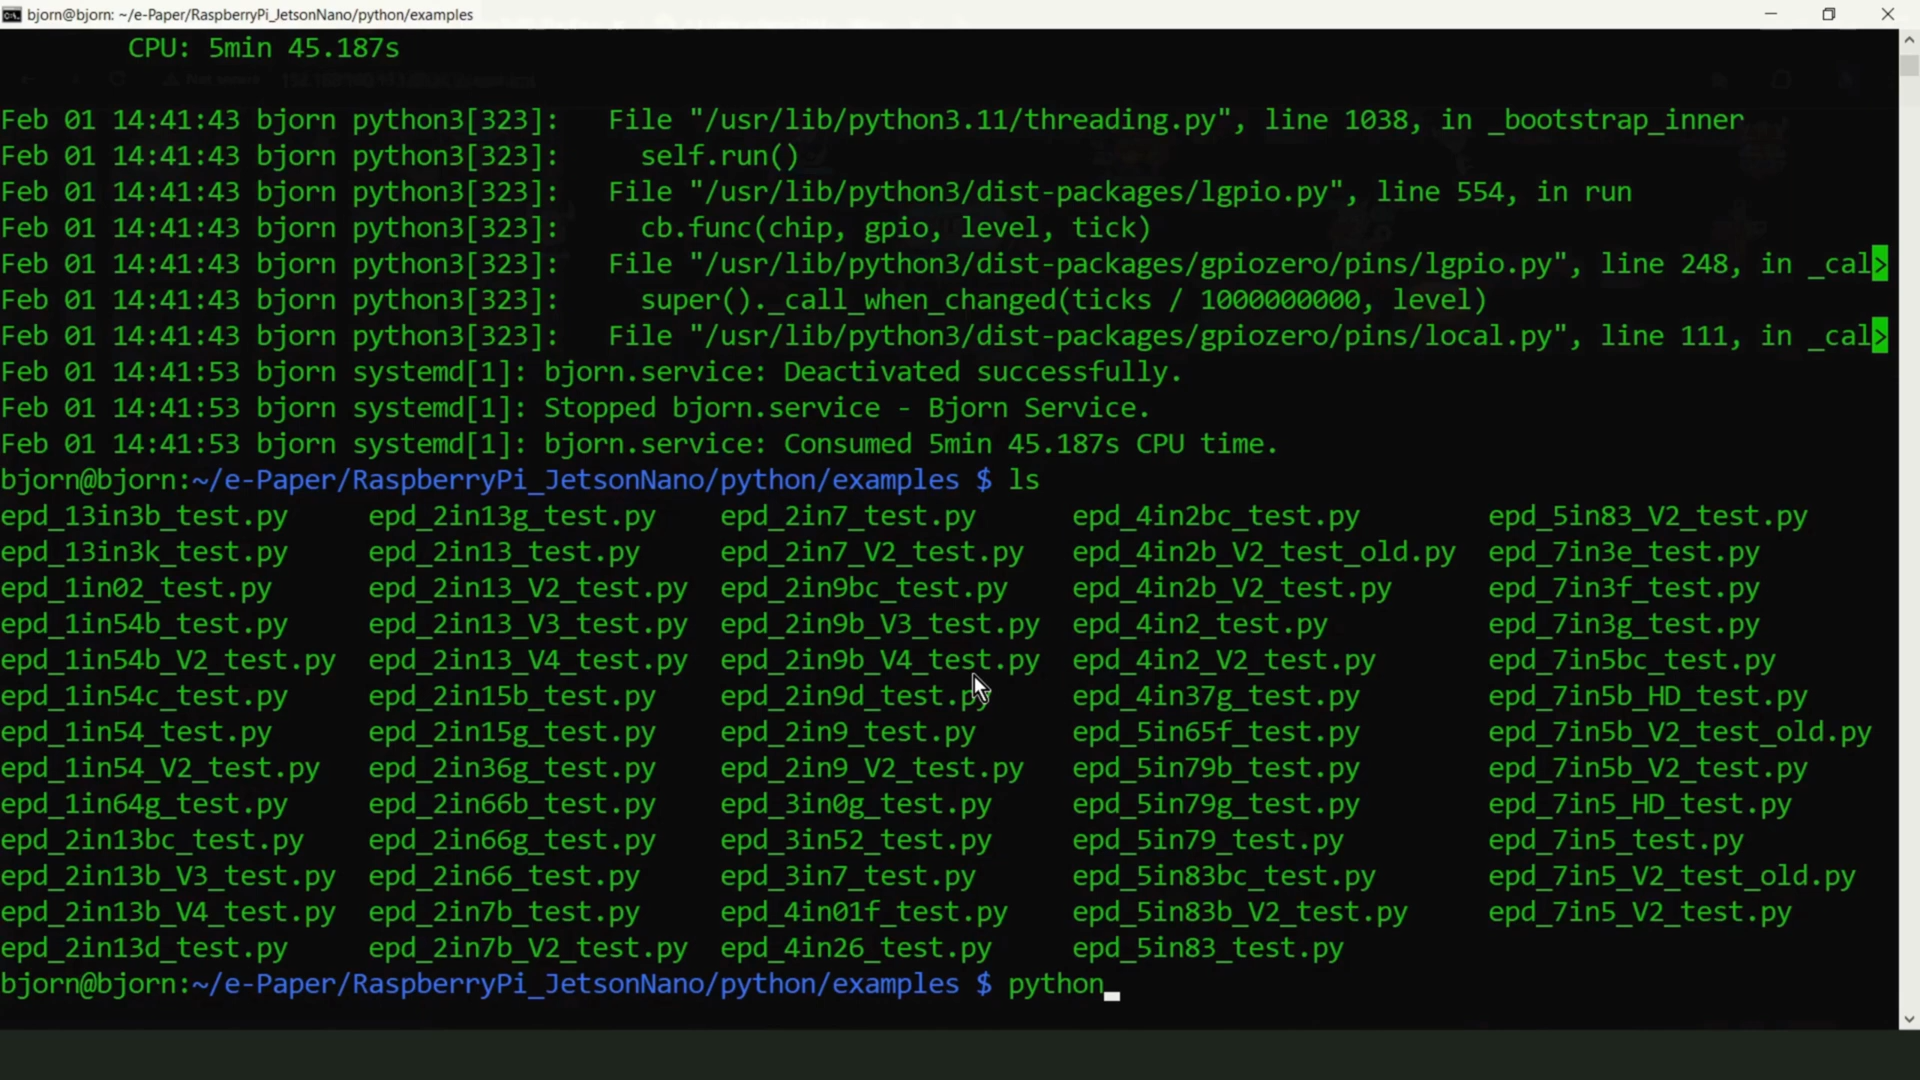 bjorn@bjorn: ~/e-Paper/RaspberryPi_JetsonNano/python/examples
CPU: 5min 45.187s
Feb 01 14:41:43 bjorn python3[323]:   File "/usr/lib/python3.11/threading.py", line 1038, in _bootstrap_inner
Feb 01 14:41:43 bjorn python3[323]:     self.run()
Feb 01 14:41:43 bjorn python3[323]:   File "/usr/lib/python3/dist-packages/lgpio.py", line 554, in run
Feb 01 14:41:43 bjorn python3[323]:     cb.func(chip, gpio, level, tick)
Feb 01 14:41:43 bjorn python3[323]:   File "/usr/lib/python3/dist-packages/gpiozero/pins/lgpio.py", line 248, in _cal>
Feb 01 14:41:43 bjorn python3[323]:     super()._call_when_changed(ticks / 1000000000, level)
Feb 01 14:41:43 bjorn python3[323]:   File "/usr/lib/python3/dist-packages/gpiozero/pins/local.py", line 111, in _cal>
Feb 01 14:41:53 bjorn systemd[1]: bjorn.service: Deactivated successfully.
Feb 01 14:41:53 bjorn systemd[1]: Stopped bjorn.service - Bjorn Service.
Feb 01 14:41:53 bjorn systemd[1]: bjorn.service: Consumed 5min 45.187s CPU time.
bjorn@bjorn:~/e-Paper/RaspberryPi_JetsonNano/python/examples $ ls
epd_13in3b_test.py epd_2in13g_test.py epd_2in7_test.py epd_4in2bc_test.py epd_5in83_V2_test.py
epd_13in3k_test.py epd_2in13_test.py epd_2in7_V2_test.py epd_4in2b_V2_test_old.py epd_7in3e_test.py
epd_1in02_test.py epd_2in13_V2_test.py epd_2in9bc_test.py epd_4in2b_V2_test.py epd_7in3f_test.py
epd_1in54b_test.py epd_2in13_V3_test.py epd_2in9b_V3_test.py epd_4in2_test.py epd_7in3g_test.py
epd_1in54b_V2_test.py epd_2in13_V4_test.py epd_2in9b_V4_test.py epd_4in2_V2_test.py epd_7in5bc_test.py
epd_1in54c_test.py epd_2in15b_test.py epd_2in9d_test.py epd_4in37g_test.py epd_7in5b_HD_test.py
epd_1in54_test.py epd_2in15g_test.py epd_2in9_test.py epd_5in65f_test.py epd_7in5b_V2_test_old.py
epd_1in54_V2_test.py epd_2in36g_test.py epd_2in9_V2_test.py epd_5in79b_test.py epd_7in5b_V2_test.py
epd_1in64g_test.py epd_2in66b_test.py epd_3in0g_test.py epd_5in79g_test.py epd_7in5_HD_test.py
epd_2in13bc_test.py epd_2in66g_test.py epd_3in52_test.py epd_5in79_test.py epd_7in5_test.py
epd_2in13b_V3_test.py epd_2in66_test.py epd_3in7_test.py epd_5in83bc_test.py epd_7in5_V2_test_old.py
epd_2in13b_V4_test.py epd_2in7b_test.py epd_4in01f_test.py epd_5in83b_V2_test.py epd_7in5_V2_test.py
epd_2in13d_test.py epd_2in7b_V2_test.py epd_4in26_test.py epd_5in83_test.py
bjorn@bjorn:~/e-Paper/RaspberryPi_JetsonNano/python/examples $ python